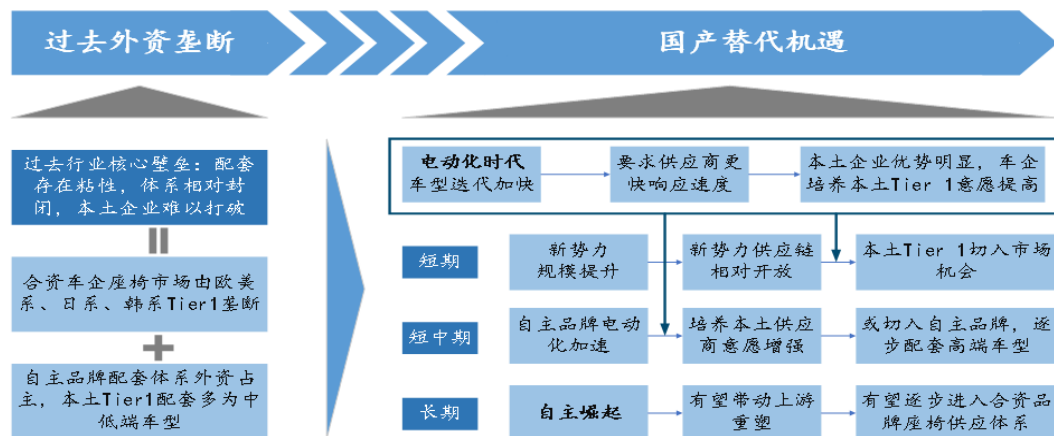 过去外资垄断
国产替代机遇
过去行业核心壁垒：配套
存在粘性，体系相对封
闭，本土企业难以打破
合资车企座椅市场由欧美
系、日系、韩系Tier1垄断
自主品牌配套体系外资占
主，本土Tier1配套多为中
低端车型
电动化时代
车型迭代加快
要求供应商更
快响应速度
本土企业优势明显，车企
培养本土Tier 1意愿提高
短期
新势力
规模提升
新势力供应链
相对开放
本土Tier 1切入市场
机会
短中期
自主品牌电动
化加速
培养本土供应
商意愿增强
或切入自主品牌，逐
步配套高端车型
长期
自主崛起
有望带动上游
重塑
有望逐步进入合资品
牌座椅供应体系